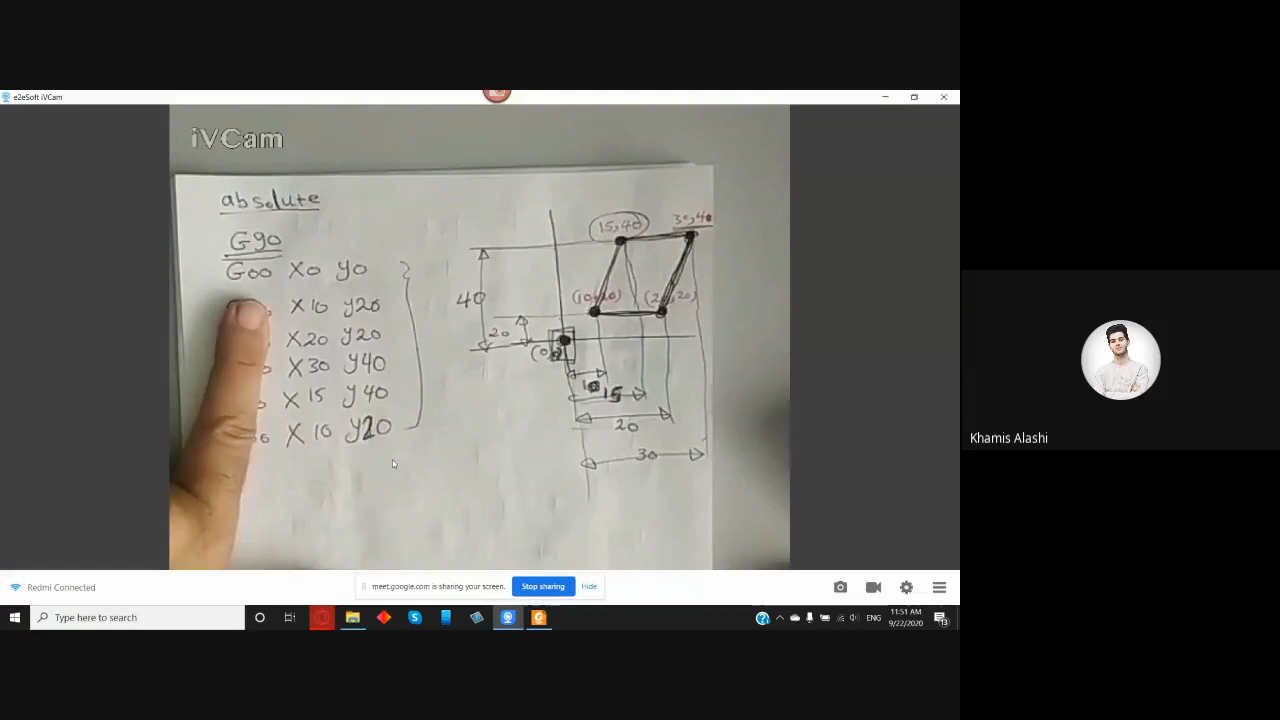 e2eSoft iVCam
iVCam
absolute
G90
G00 X0 Y0
X10 Y20
X20 Y20
X30 Y40
X15 Y40
X10 Y20
15,40
30,40
40
20
15
20
30
Khamis Alashi
Redmi Connected
meet.google.com is sharing your screen.
Stop sharing
Hide
Type here to search
ENG
11:51 AM
9/22/2020